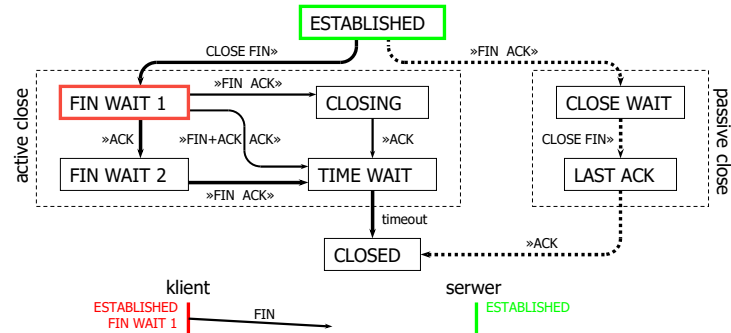 ESTABLISHED
CLOSE FIN»
»FIN ACK»
active close
FIN WAIT 1
»FIN ACK»
CLOSING
CLOSE WAIT
passive close
»ACK
»FIN+ACK ACK»
»ACK
CLOSE FIN»
FIN WAIT 2
TIME WAIT
LAST ACK
»FIN ACK»
timeout
CLOSED
»ACK
klient
serwer
ESTABLISHED
FIN WAIT 1
FIN
ESTABLISHED